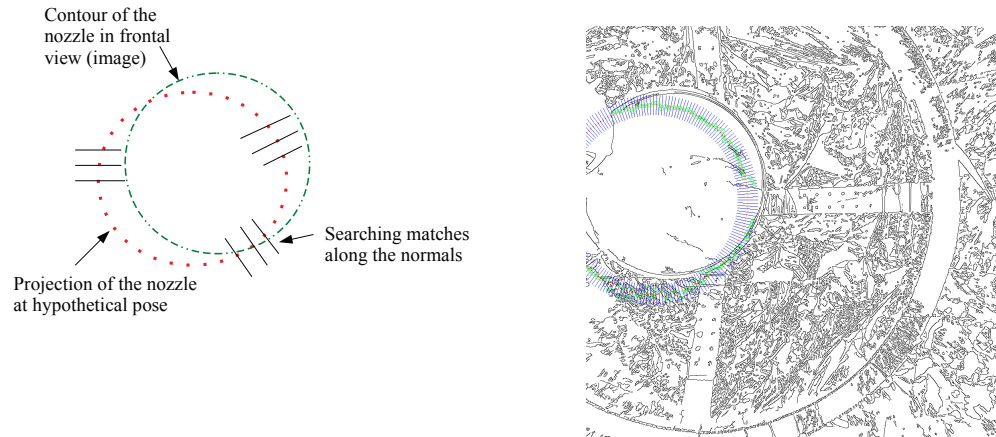 Contour of the
nozzle in frontal
view (image)
Searching matches
along the normals
Projection of the nozzle
at hypothetical pose